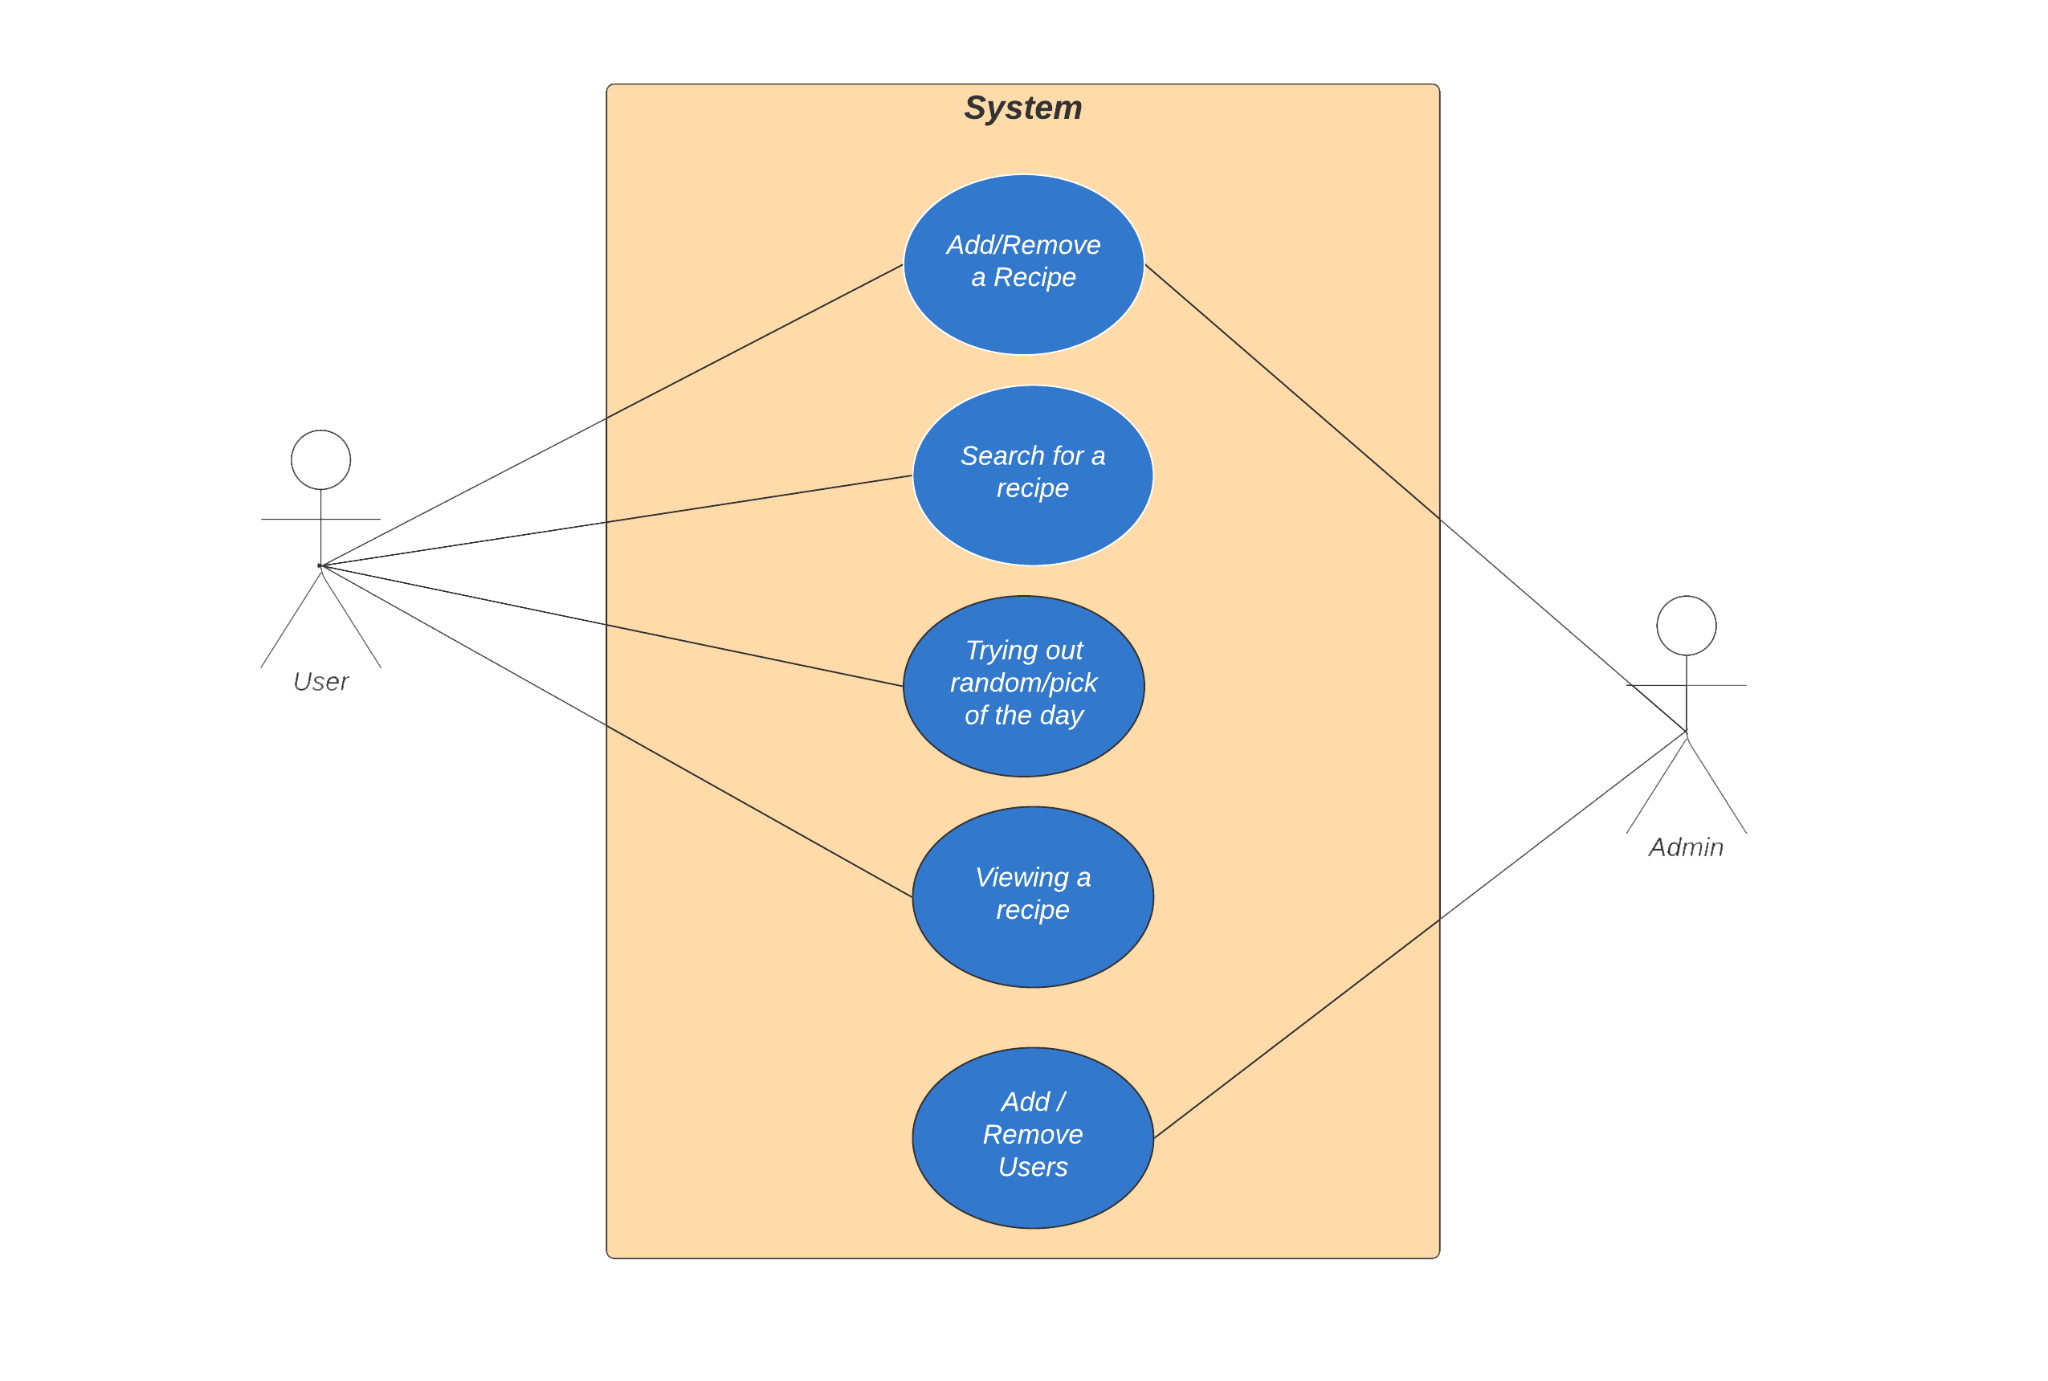 System
Add/Remove
a Recipe
Search for a
recipe
Trying out
random/pick
of the day
User
Viewing a
recipe
Admin
Add /
Remove
Users